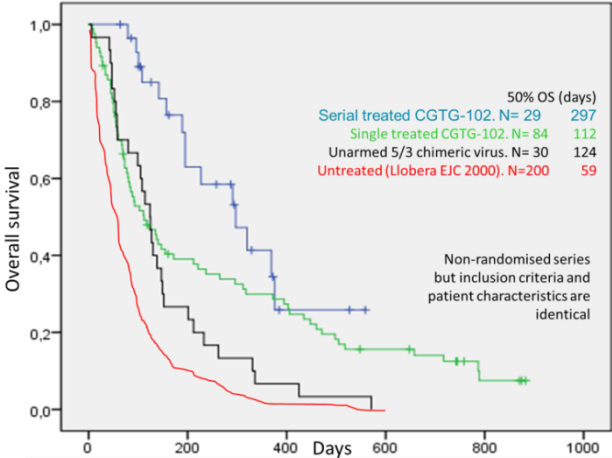 1,0
0,8
0,6
0,4
0,2
0,0
Overall survival
50% OS (days)
Serial treated CGTG-102. N= 29 297
Single treated CGTG-102. N= 84 112
Unarmed 5/3 chimeric virus. N= 30 124
Untreated (Llobera EJC 2000). N=200 59
Non-randomised series
but inclusion criteria and
patient characteristics are
identical
0 200 400 600 800 1000
Days